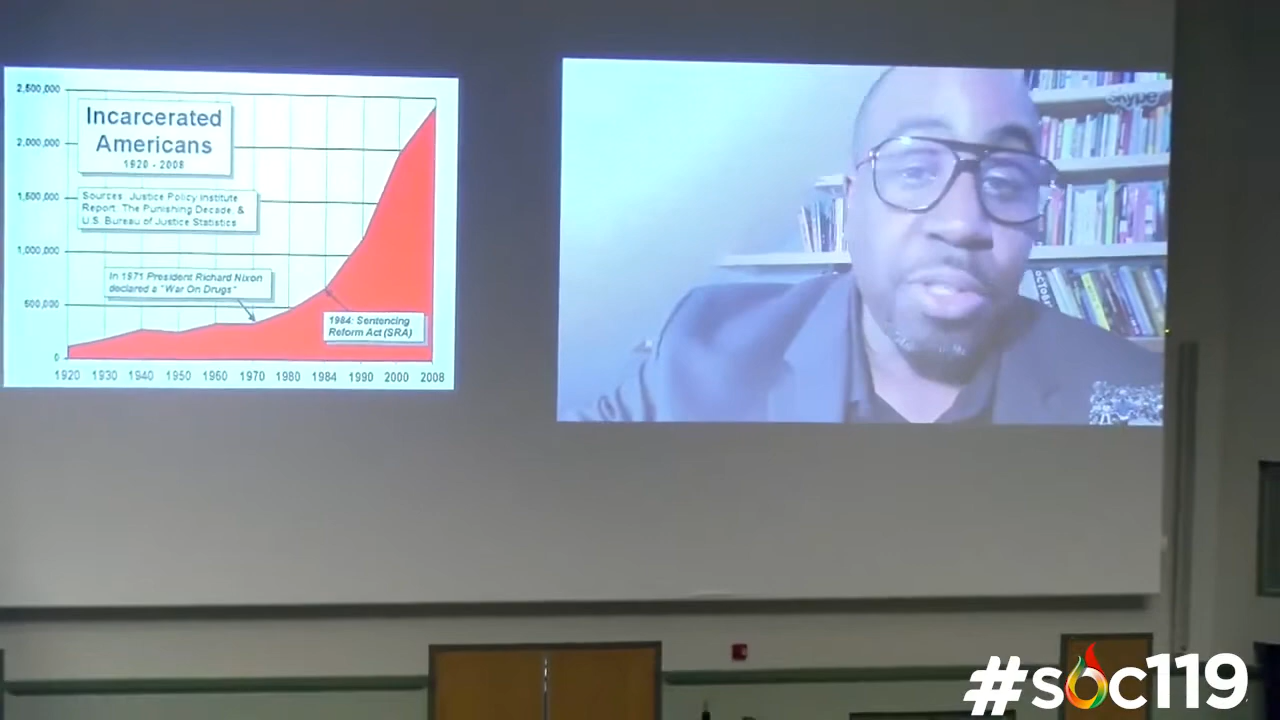 2,500,000
2,000,000
1,500,000
1,000,000
500,000
0
Incarcerated
Americans
1920 - 2008
Sources: Justice Policy Institute
Report: The Punishing Decade, &
U.S. Bureau of Justice Statistics
In 1971 President Richard Nixon
declared a "War On Drugs"
1984: Sentencing
Reform Act (SRA)
1920 1930 1940 1950 1960 1970 1980 1984 1990 2000 2008
skype
OCTOBER
#soc119